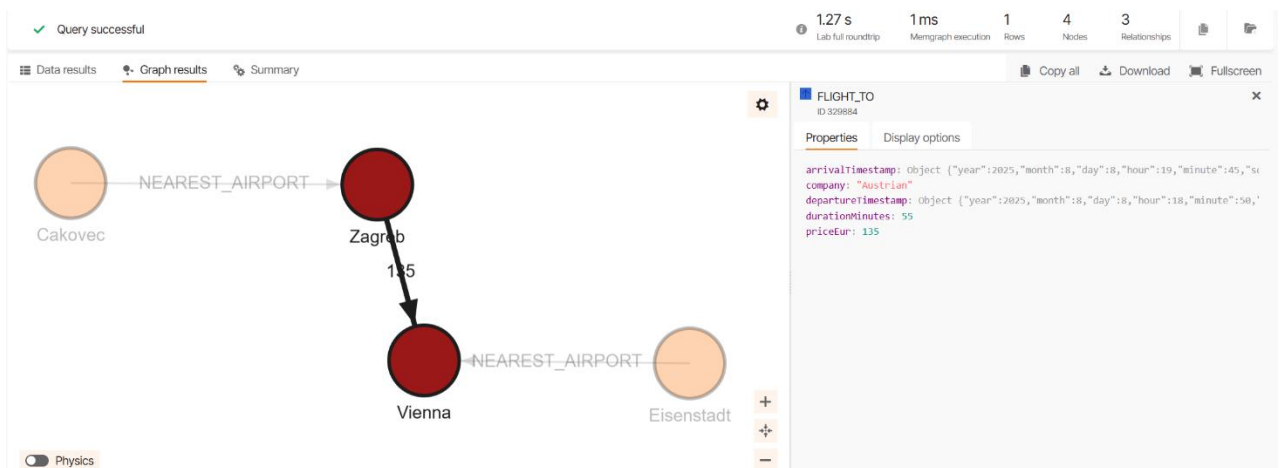 Query successful
1.27 s 1 ms 1 4 3
Lab full roundtrip Memgraph execution Rows Nodes Relationships
Data results Graph results Summary
Copy all Download Fullscreen
FLIGHT_TO
ID 329884
Properties Display options
arrivalTimestamp: Object {"year":2025,"month":8,"day":8,"hour":19,"minute":45,"s
company: "Austrian"
departureTimestamp: Object {"year":2025,"month":8,"day":8,"hour":18,"minute":50,"
durationMinutes: 55
priceEur: 135
NEAREST_AIRPORT
Cakovec
Zagreb
135
NEAREST_AIRPORT
Vienna
Eisenstadt
Physics